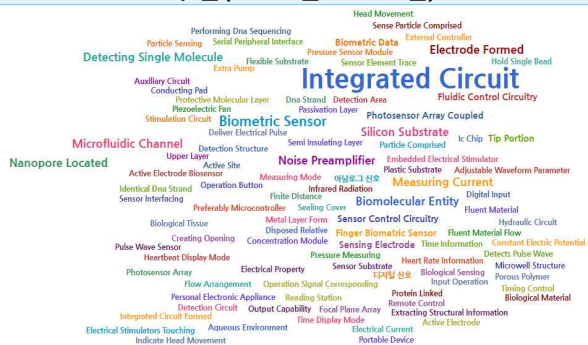 Head Movement
Performing Dna Sequencing Sense Particle Comprised
Particle Sensing Serial Peripheral Interface Biometric Data External Controller
Detecting Single Molecule Pressure Sensor Module Electrode Formed
Flexible Substrate Sensor Element Trace Hold Single Bead
Extra Pump
Auxiliary Circuit Integrated Circuit
Conducting Pad
Protective Molecular Layer Dna Strand Detection Area Fluidic Control Circuitry
Piezoelectric Fan Passivation Layer
Stimulation Circuit Biometric Sensor Photosensor Array Coupled
Deliver Electrical Pulse Silicon Substrate
Microfluidic Channel Semi Insulating Layer Particle Comprised Ic Chip Tip Portion
Detection Structure
Upper Layer
Nanopore Located Active Site Noise Preamplifier Embedded Electrical Stimulator
Active Electrode Biosensor Plastic Substrate Adjustable Waveform Parameter
Measuring Mode 아날로그 신호 Measuring Current
Identical Dna Strand Operation Button Infrared Radiation
Sensor Interfacing Finite Distance Biomolecular Entity Digital Input
Preferably Microcontroller Sealing Cover Fluent Material
Biological Tissue Metal Layer Form Sensor Control Circuitry Hydraulic Circuit
Disposed Relative Finger Biometric Sensor Fluent Material Flow
Creating Opening Concentration Module Sensing Electrode Time Information Constant Electric Potential
Pulse Wave Sensor
Heartbeat Display Mode Pressure Measuring Detects Pulse Wave
Electrical Property Sensor Substrate Heart Rate Information Microwell Structure
Photosensor Array 디지털 신호 Biological Sensing Porous Polymer
Flow Arrangement Operation Signal Corresponding Input Operation
Timing Control
Personal Electronic Appliance Reading Station Protein Linked Biological Material
Detection Circuit Output Capability Focal Plane Array Remote Control
Integrated Circuit Formed Extracting Structural Information
Time Display Mode Active Electrode
Electrical Stimulators Touching Aqueous Environment Electrical Current
Indicate Head Movement Portable Device